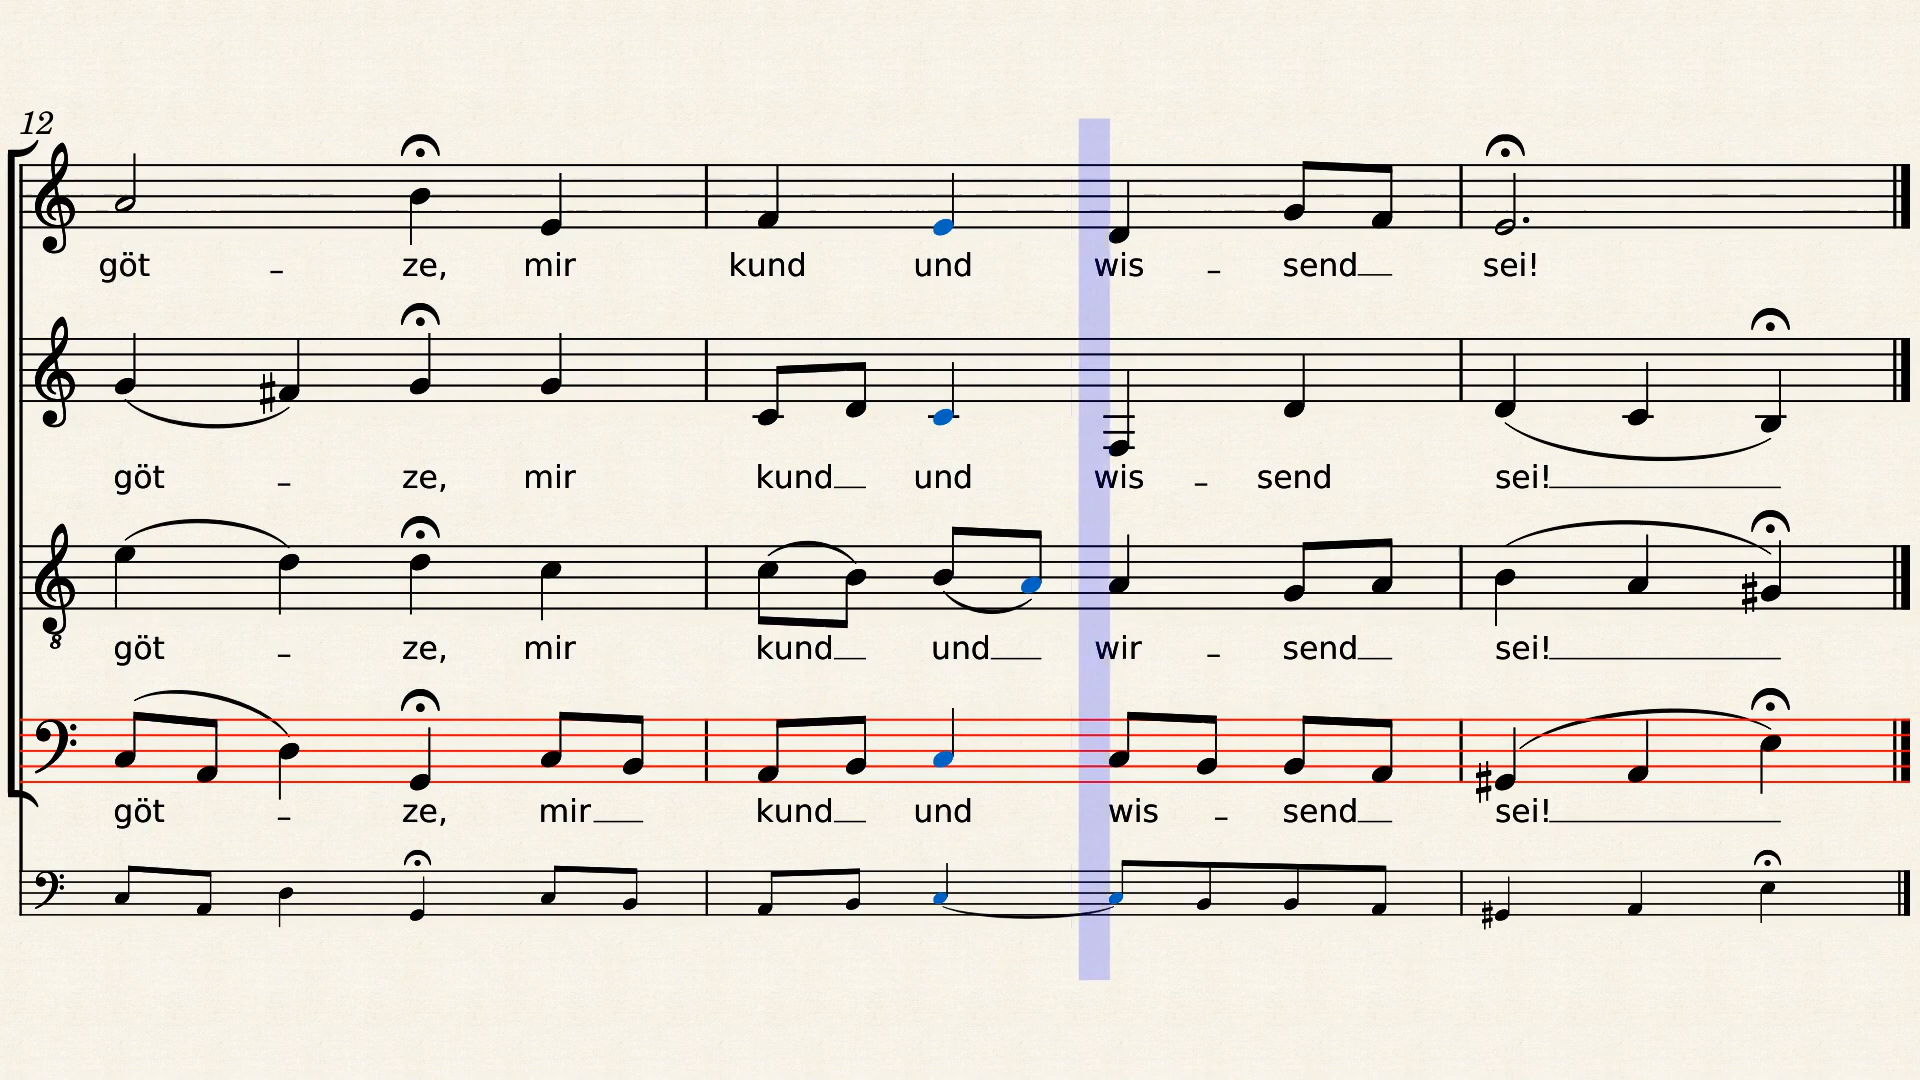 12
göt - ze, mir kund und wis - send sei!
göt - ze, mir kund und wis - send sei!
8
göt - ze, mir kund und wir - send sei!
göt - ze, mir kund und wis - send sei!